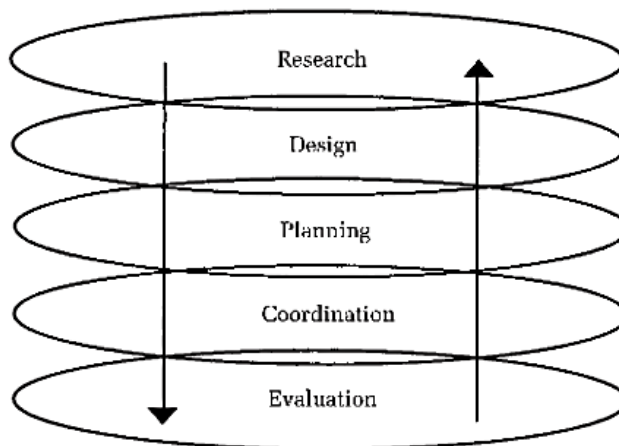 Research
Design
Planning
Coordination
Evaluation